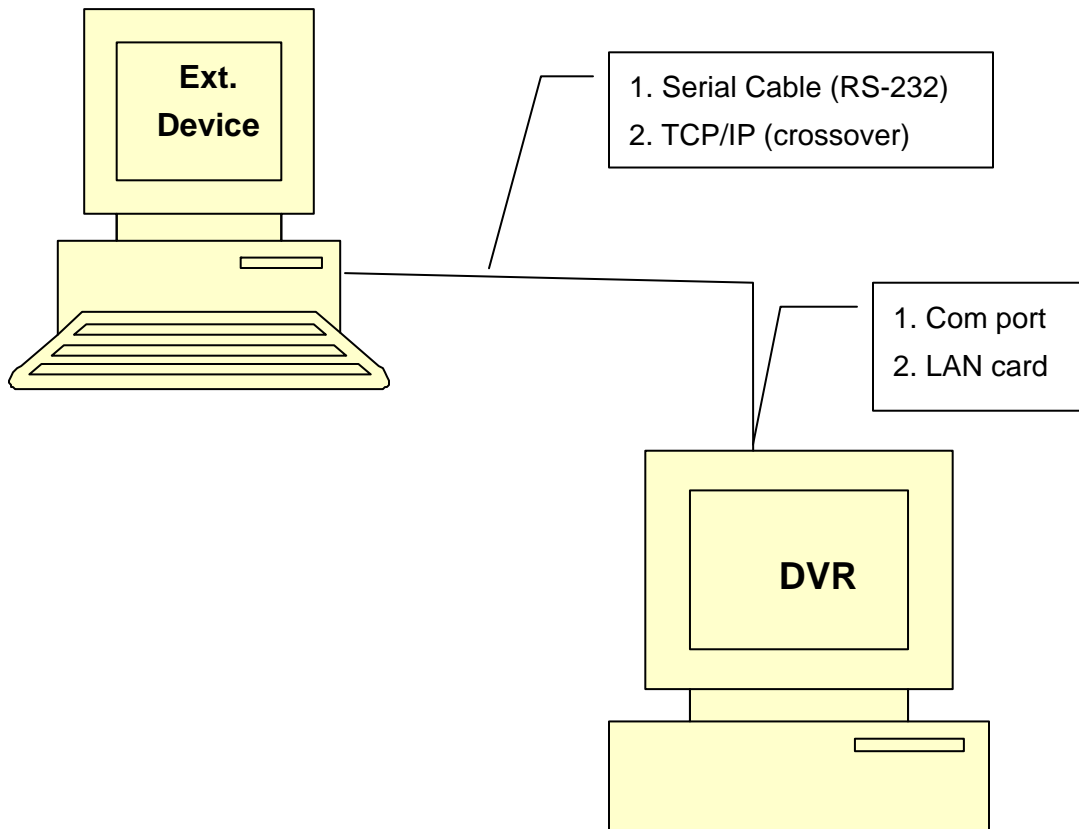 Ext.
Device
1. Serial Cable (RS-232)
2. TCP/IP (crossover)
1. Com port
2. LAN card
DVR